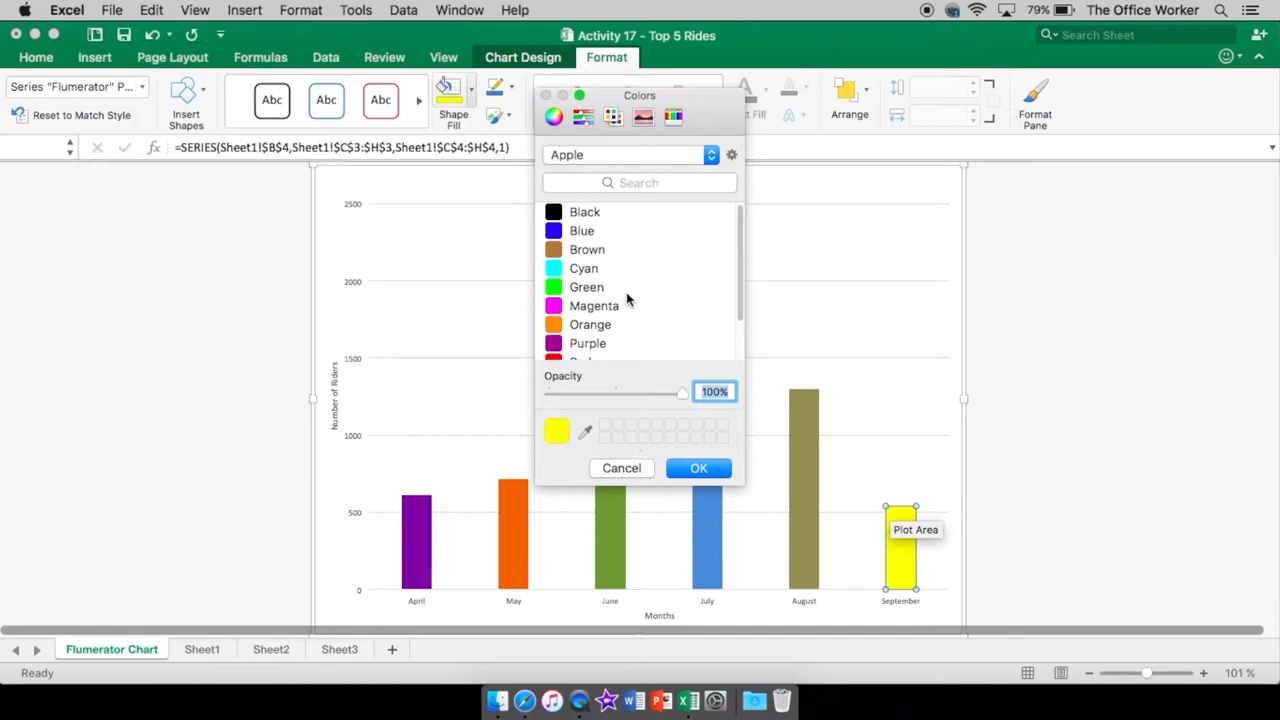 Excel File Edit View Insert Format Tools Data Window Help 79% The Office Worker
Activity 17 - Top 5 Rides
Search Sheet
Home Insert Page Layout Formulas Data Review View Chart Design Format
Series "Flumerator" P...
Reset to Match Style
Insert
Shapes
Abc Abc Abc
Shape
Fill
Fill
Arrange
Format
Pane
=SERIES(Sheet1!$B$4,Sheet1!$C$3:$H$3,Sheet1!$C$4:$H$4,1)
Colors
Apple
Search
Black
Blue
Brown
Cyan
Green
Magenta
Orange
Purple
Opacity
100%
Cancel OK
2500
2000
1500
1000
500
0
Number of Riders
Plot Area
April May June July August September
Months
Flumerator Chart Sheet1 Sheet2 Sheet3
Ready
101 %